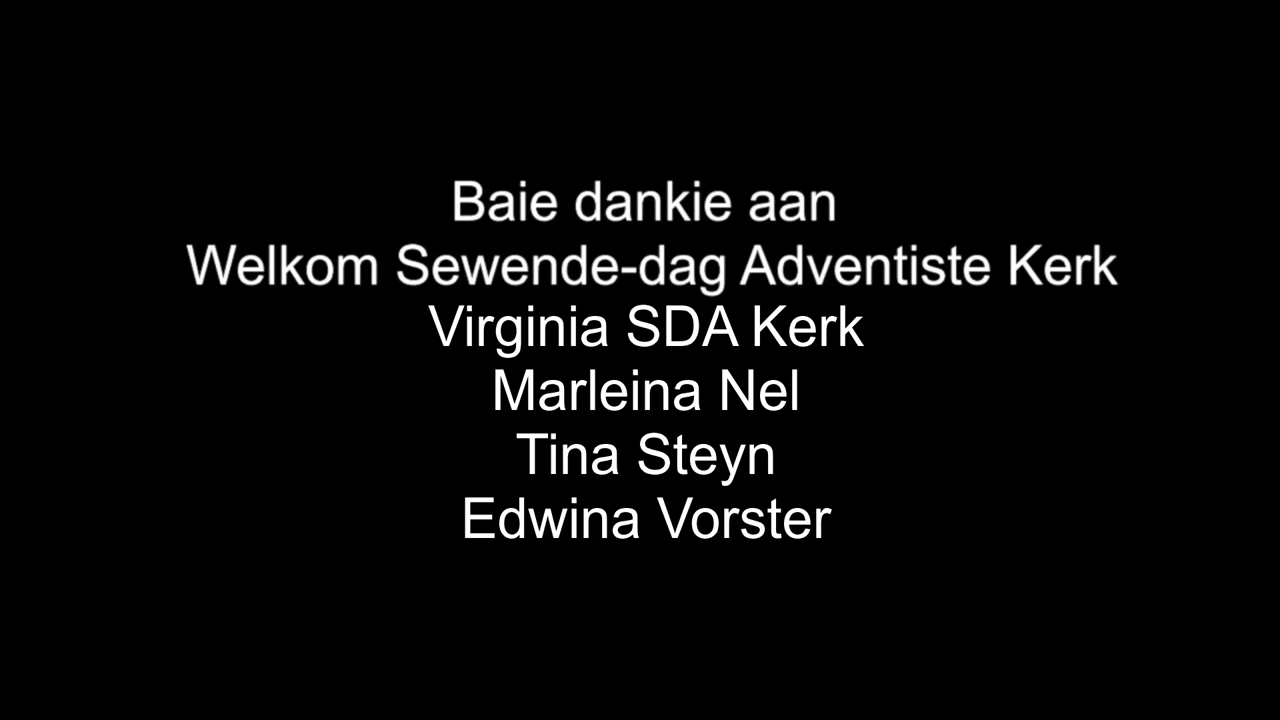 Baie dankie aan
Welkom Sewende-dag Adventiste Kerk
Virginia SDA Kerk
Marleina Nel
Tina Steyn
Edwina Vorster